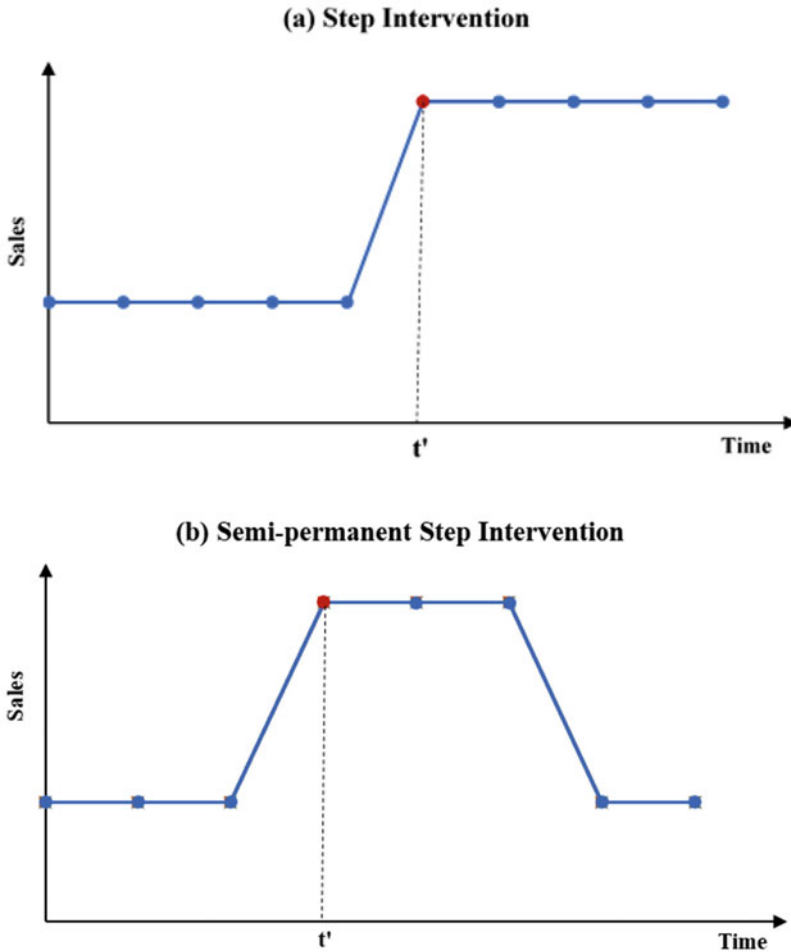 (a) Step Intervention
Sales
t'
Time
(b) Semi-permanent Step Intervention
Sales
t'
Time